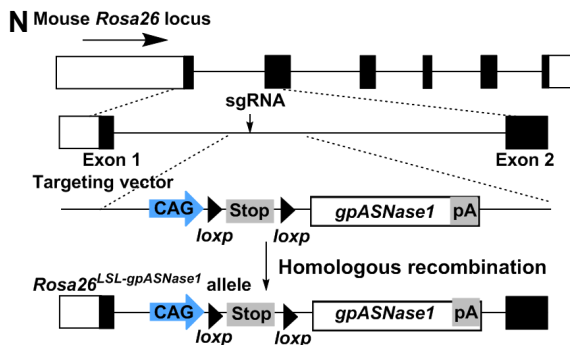 N
Mouse Rosa26 locus
sgRNA
Exon 1 Exon 2
Targeting vector
CAG Stop gpASNase1 pA
loxp loxp
Homologous recombination
Rosa26LSL-gpASNase1 allele
CAG Stop gpASNase1 pA
loxp loxp